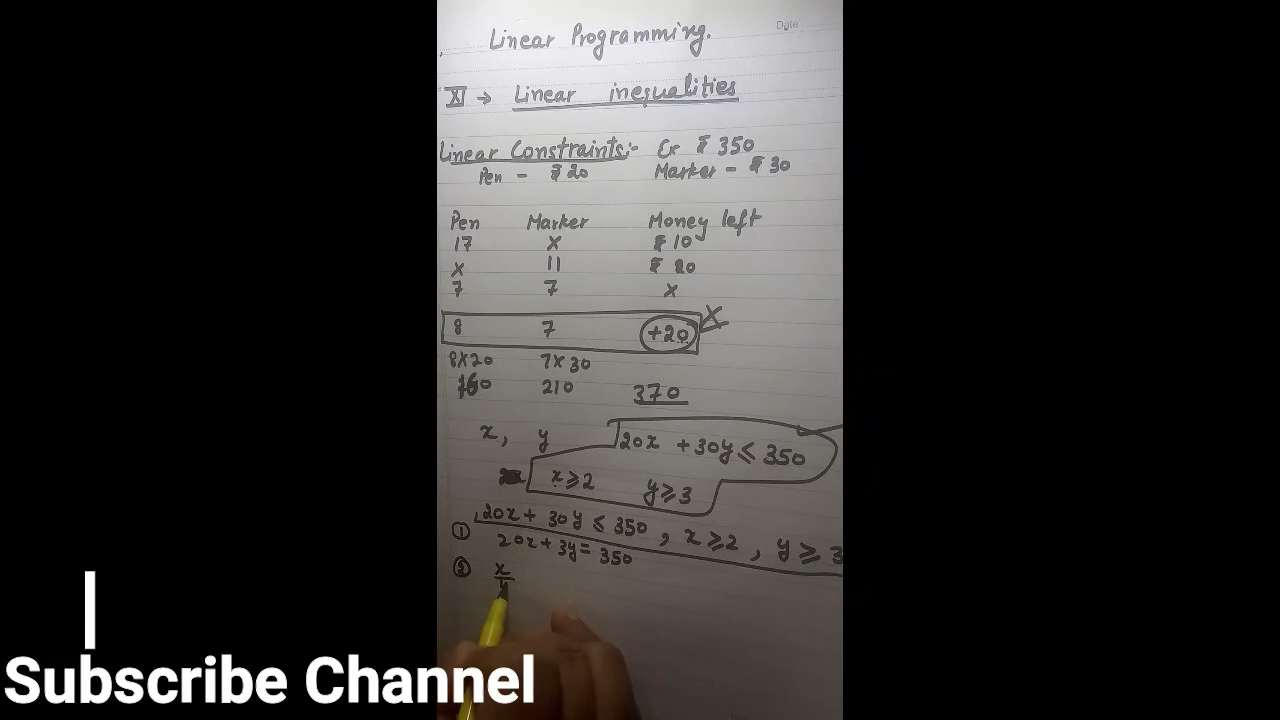 Date
Linear Programming.
XI → Linear inequalities
Linear Constraints:- Ex ₹ 350
Pen - ₹ 20 Marker - ₹ 30
Pen Marker Money left
17 X ₹ 10
X 11 ₹ 20
7 7 X
8 7 +20 X
8X20 7X30
160 210 370
x, y 20x + 30y ≤ 350
x ≥ 2 y ≥ 3
① 20x + 30y ≤ 350, x ≥ 2, y ≥ 3
20x + 3y = 350
② x
Subscribe Channel